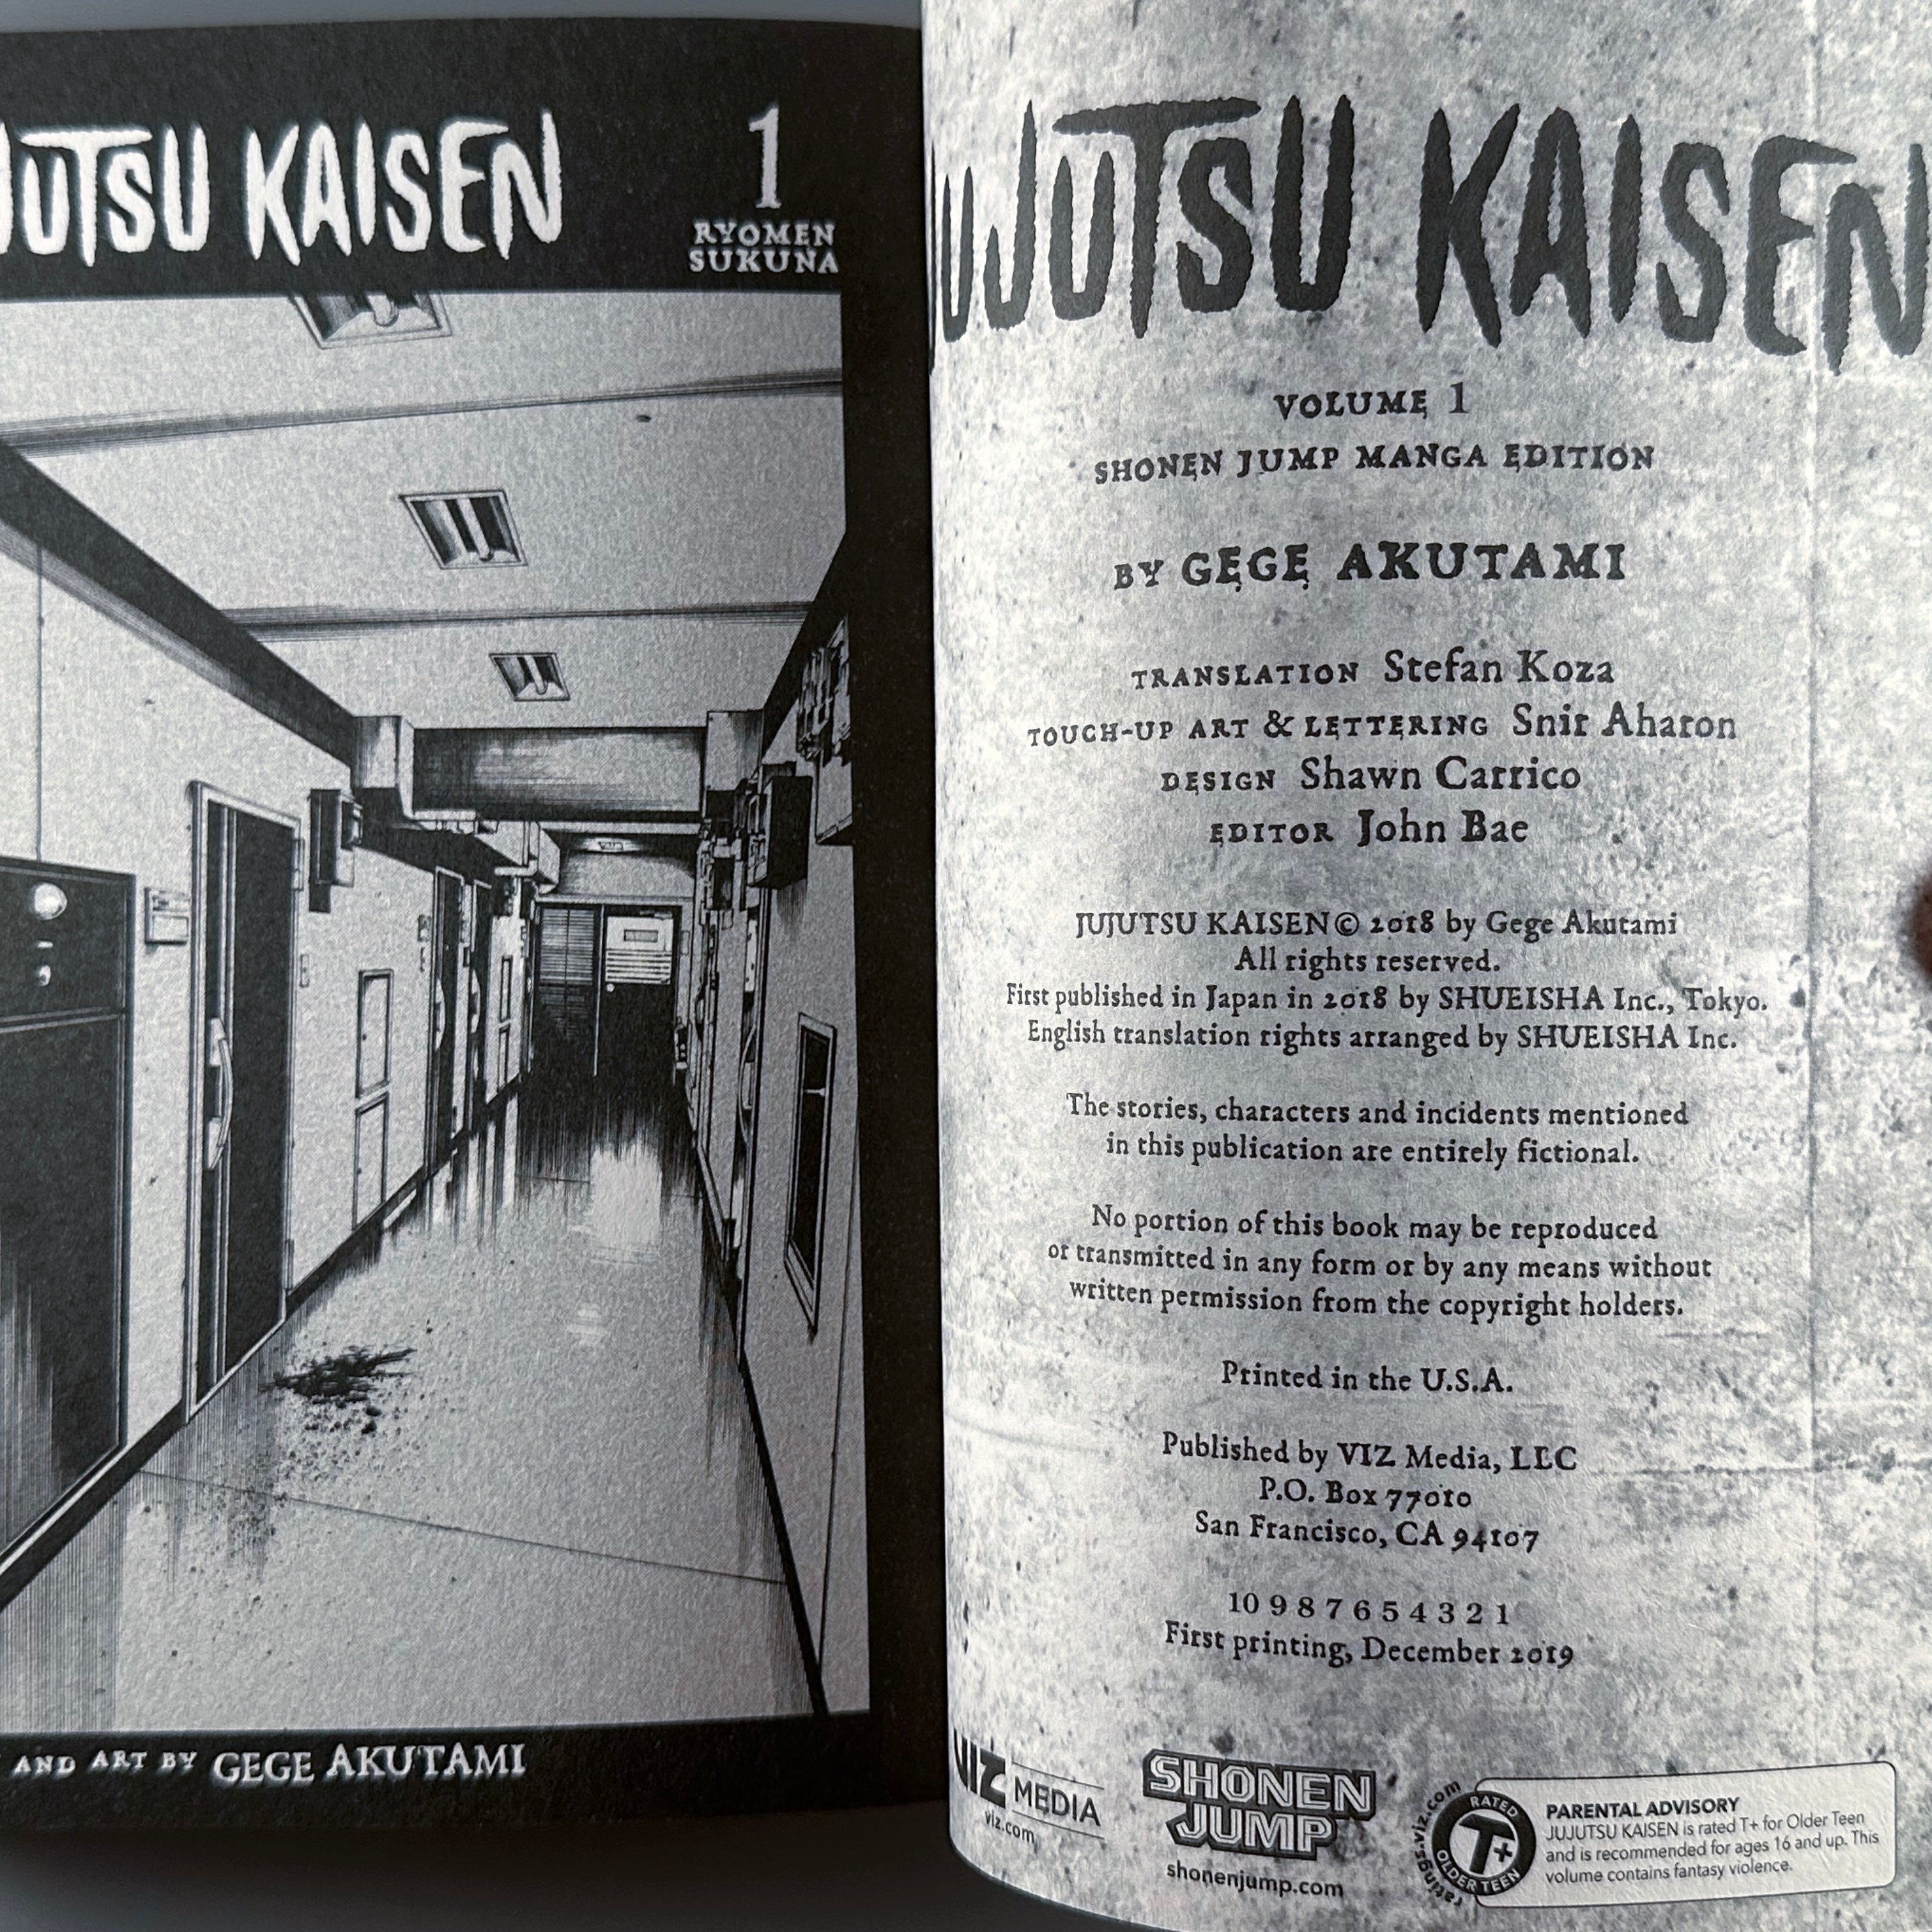 JUTSU KAISEN
1
RYOMEN
SUKUNA
AND ART BY GEGE AKUTAMI
JUJUTSU KAISEN
VOLUME 1
SHONEN JUMP MANGA EDITION
BY GEGE AKUTAMI
TRANSLATION Stefan Koza
TOUCH-UP ART & LETTERING Snir Aharon
DESIGN Shawn Carrico
EDITOR John Bae
JUJUTSU KAISEN © 2018 by Gege Akutami
All rights reserved.
First published in Japan in 2018 by SHUEISHA Inc., Tokyo.
English translation rights arranged by SHUEISHA Inc.
The stories, characters and incidents mentioned
in this publication are entirely fictional.
No portion of this book may be reproduced
or transmitted in any form or by any means without
written permission from the copyright holders.
Printed in the U.S.A.
Published by VIZ Media, LLC
P.O. Box 77010
San Francisco, CA 94107
10 9 8 7 6 5 4 3 2 1
First printing, December 2019
VIZ MEDIA
viz.com
SHONEN
JUMP
shonenjump.com
ratings.viz.com
RATED
T+
OLDER TEEN
PARENTAL ADVISORY
JUJUTSU KAISEN is rated T+ for Older Teen
and is recommended for ages 16 and up. This
volume contains fantasy violence.